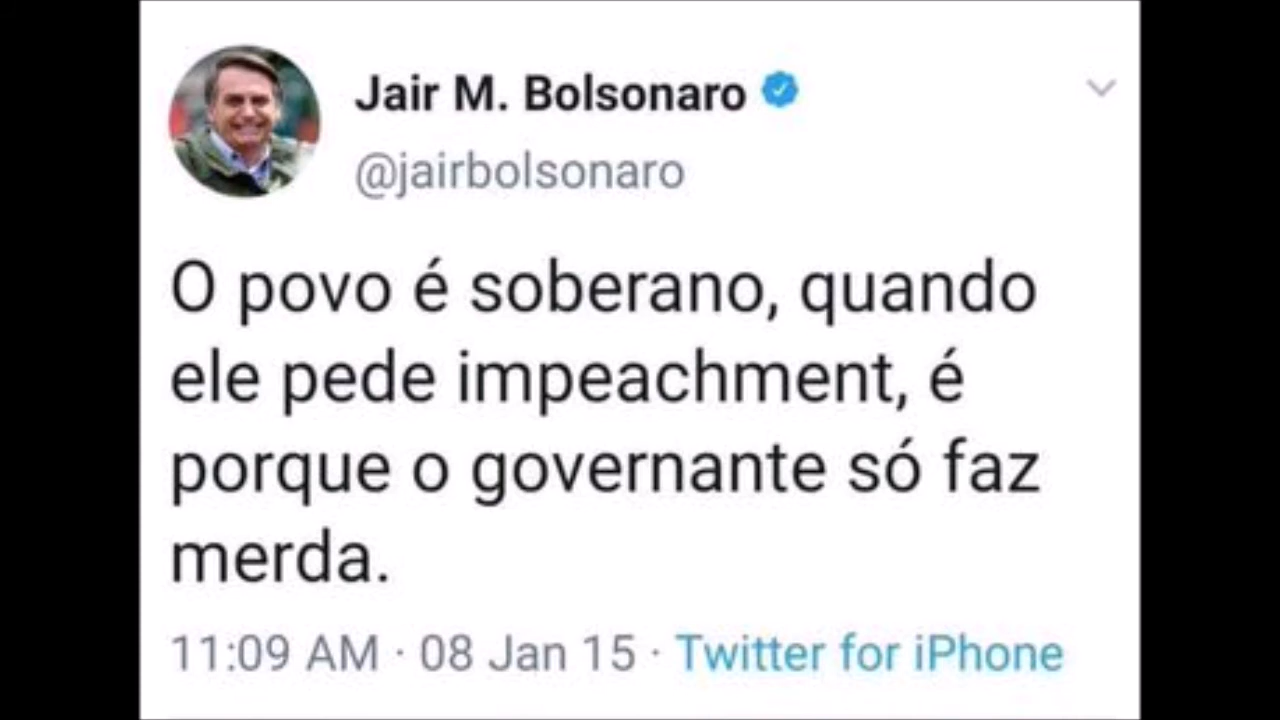 Jair M. Bolsonaro
@jairbolsonaro
O povo é soberano, quando
ele pede impeachment, é
porque o governante só faz
merda.
11:09 AM · 08 Jan 15 · Twitter for iPhone